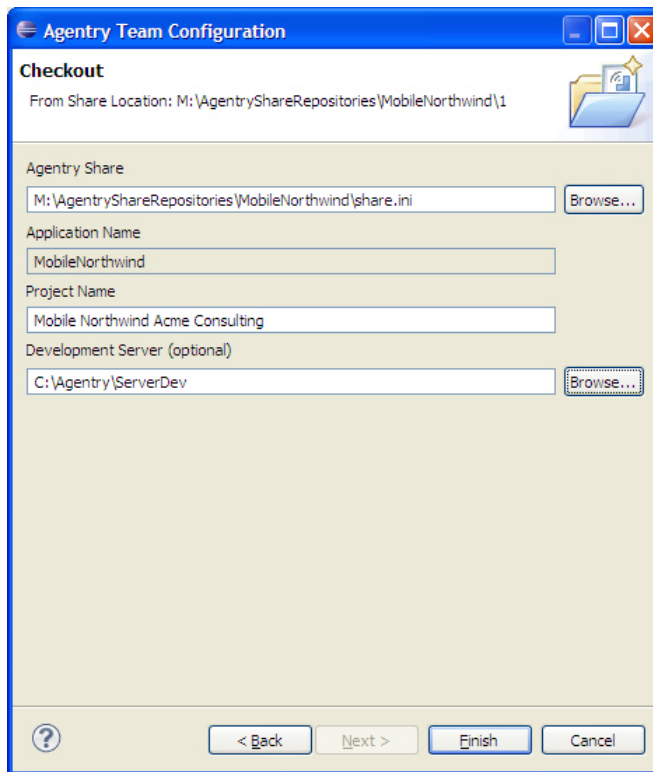 Agentry Team Configuration
Checkout
From Share Location: M:\AgentryShareRepositories\MobileNorthwind\1
Agentry Share
M:\AgentryShareRepositories\MobileNorthwind\share.ini
Browse...
Application Name
MobileNorthwind
Project Name
Mobile Northwind Acme Consulting
Development Server (optional)
C:\Agentry\ServerDev
Browse...
?
< Back
Next >
Finish
Cancel